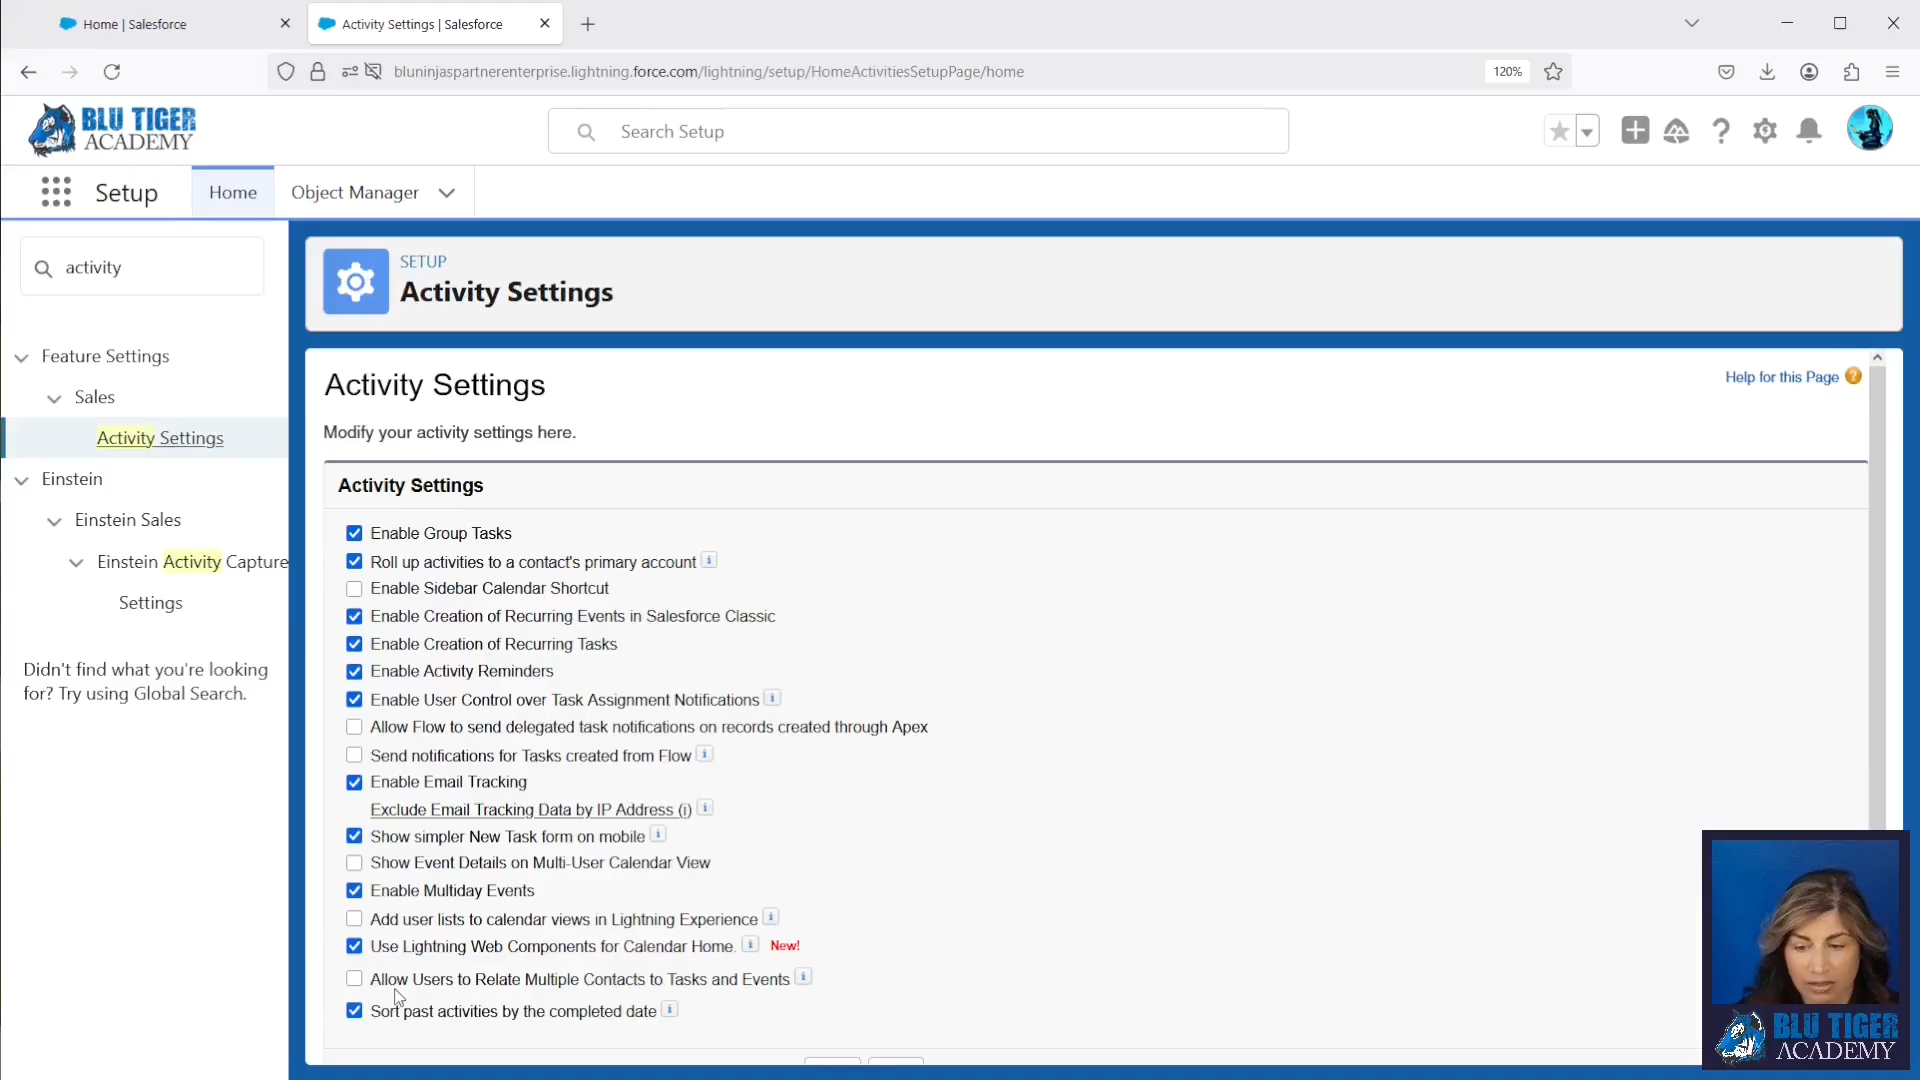 Home | Salesforce
Activity Settings | Salesforce
bluninjaspartnerenterprise.lightning.force.com/lightning/setup/HomeActivitiesSetupPage/home
120%
BLU TIGER
ACADEMY
Search Setup
Setup
Home
Object Manager
activity
Feature Settings
Sales
Activity Settings
Einstein
Einstein Sales
Einstein Activity Capture
Settings
Didn't find what you're looking
for? Try using Global Search.
SETUP
Activity Settings
Activity Settings
Help for this Page
Modify your activity settings here.
Activity Settings
Enable Group Tasks
Roll up activities to a contact's primary account
Enable Sidebar Calendar Shortcut
Enable Creation of Recurring Events in Salesforce Classic
Enable Creation of Recurring Tasks
Enable Activity Reminders
Enable User Control over Task Assignment Notifications
Allow Flow to send delegated task notifications on records created through Apex
Send notifications for Tasks created from Flow
Enable Email Tracking
Exclude Email Tracking Data by IP Address (i)
Show simpler New Task form on mobile
Show Event Details on Multi-User Calendar View
Enable Multiday Events
Add user lists to calendar views in Lightning Experience
Use Lightning Web Components for Calendar Home. New!
Allow Users to Relate Multiple Contacts to Tasks and Events
Sort past activities by the completed date
BLU TIGER
ACADEMY